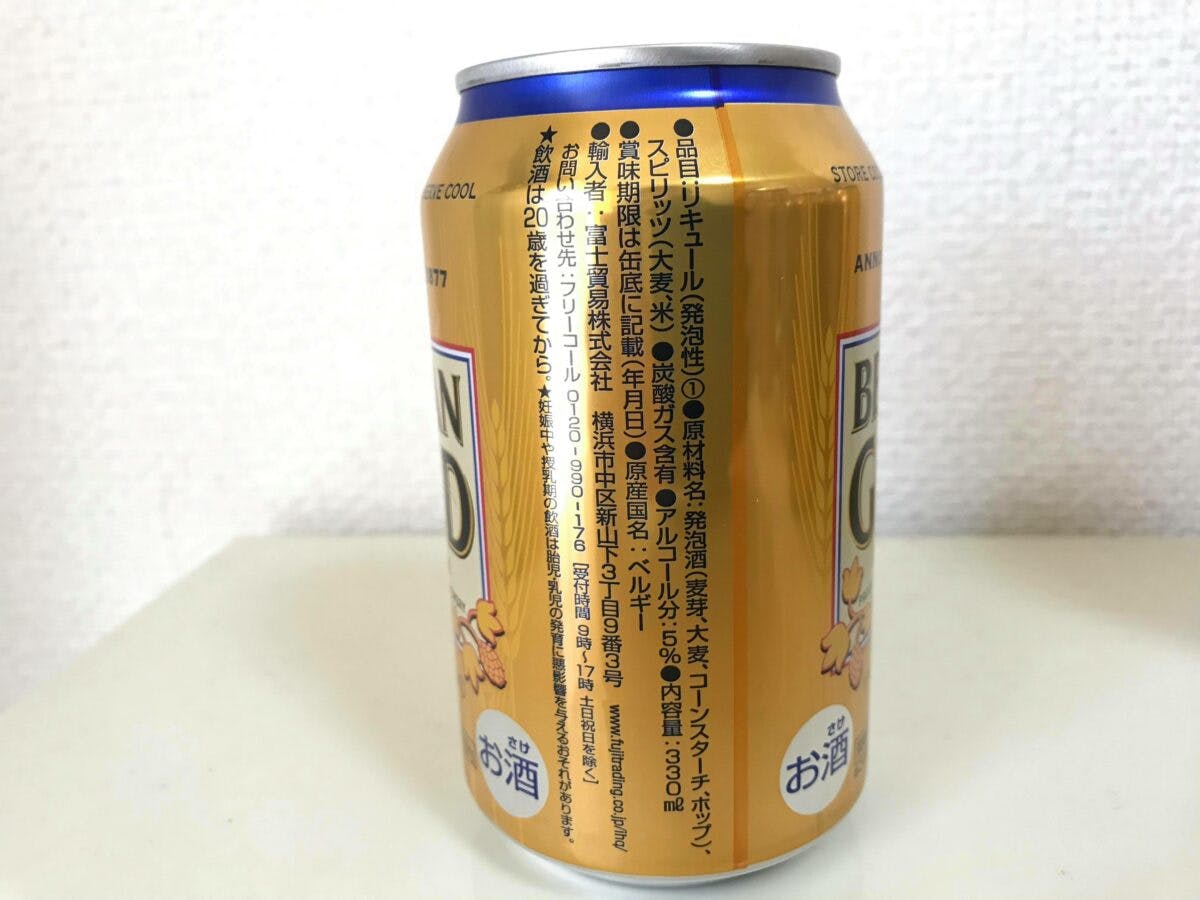 ●品目:リキュール(発泡性)①●原材料名:発泡酒(麦芽、大麦、コーンスターチ、ホップ)、
スピリッツ(大麦、米)●炭酸ガス含有●アルコール分:5%●内容量:330㎖
●賞味期限は缶底に記載(年月日)●原産国名:ベルギー
●輸入者:富士貿易株式会社 横浜市中区新山下3丁目9番3号 www.fujitrading.co.jp/lhq/
お問い合わせ先:フリーコール 0120-990-176 [受付時間 9時~17時 土日祝日を除く]
★飲酒は20歳を過ぎてから。★妊娠中や授乳期の飲酒は胎児・乳児の発育に悪影響を与えるおそれがあります。
COOL
STORE
さけ
お酒
さけ
お酒